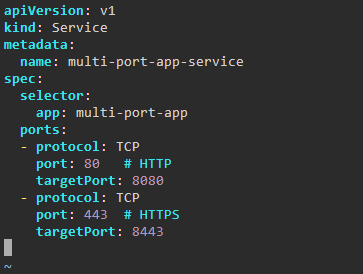 apiVersion: v1
kind: Service
metadata:
  name: multi-port-app-service
spec:
  selector:
    app: multi-port-app
  ports:
  - protocol: TCP
    port: 80   # HTTP
    targetPort: 8080
  - protocol: TCP
    port: 443  # HTTPS
    targetPort: 8443
~